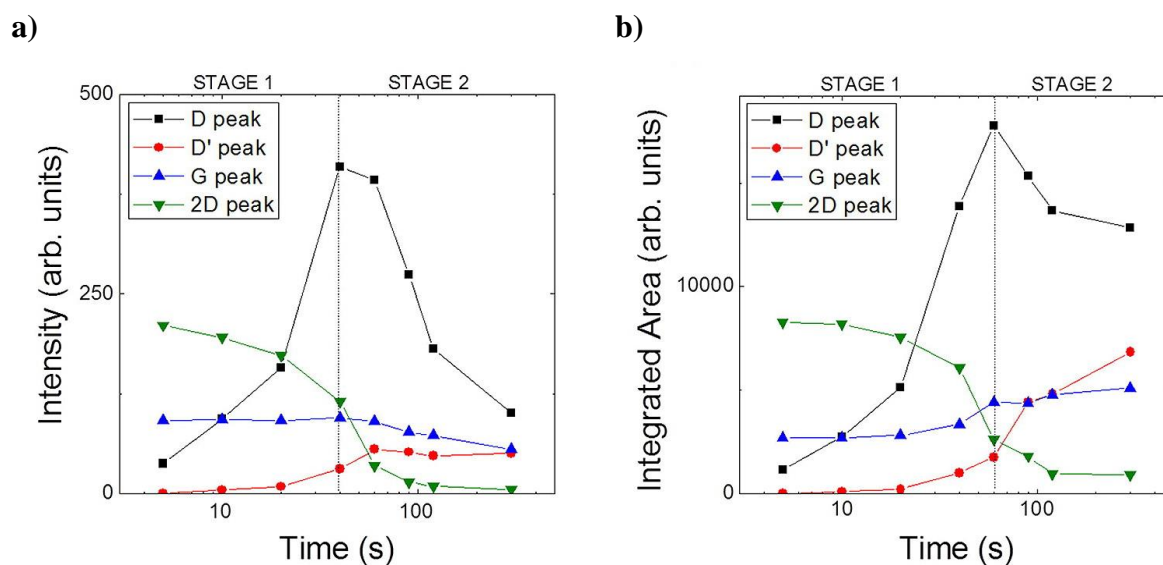 a)
STAGE 1 STAGE 2
500
250
0
Intensity (arb. units)
D peak
D' peak
G peak
2D peak
10 100
Time (s)
b)
STAGE 1 STAGE 2
10000
0
Integrated Area (arb. units)
D peak
D' peak
G peak
2D peak
10 100
Time (s)